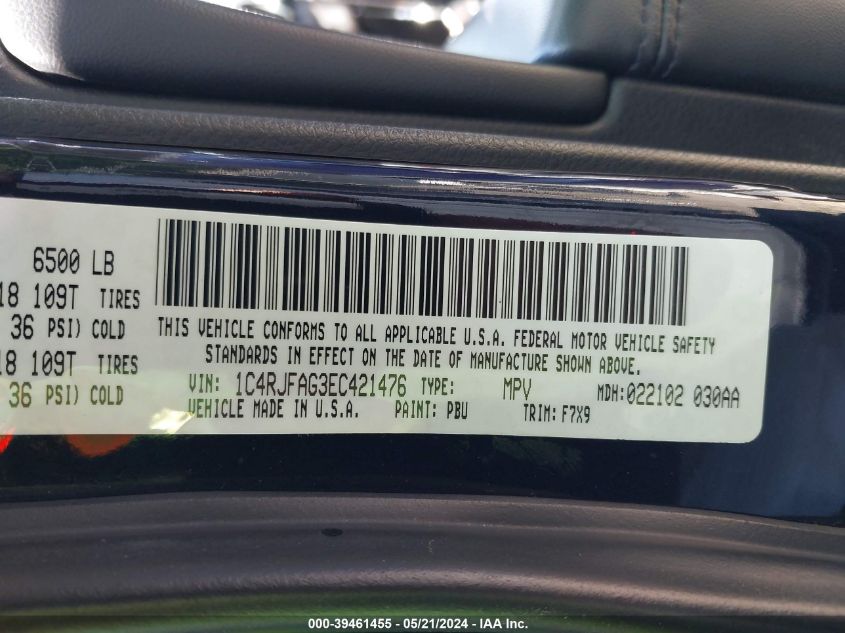 6500 LB
18 109T TIRES
36 PSI) COLD
18 109T TIRES
36 PSI) COLD
THIS VEHICLE CONFORMS TO ALL APPLICABLE U.S.A. FEDERAL MOTOR VEHICLE SAFETY
STANDARDS IN EFFECT ON THE DATE OF MANUFACTURE SHOWN ABOVE.
VIN: 1C4RJFAG3EC421476 TYPE: MPV MDH:022102 030AA
VEHICLE MADE IN U.S.A. PAINT: PBU TRIM: F7X9
000-39461455 - 05/21/2024 - IAA Inc.